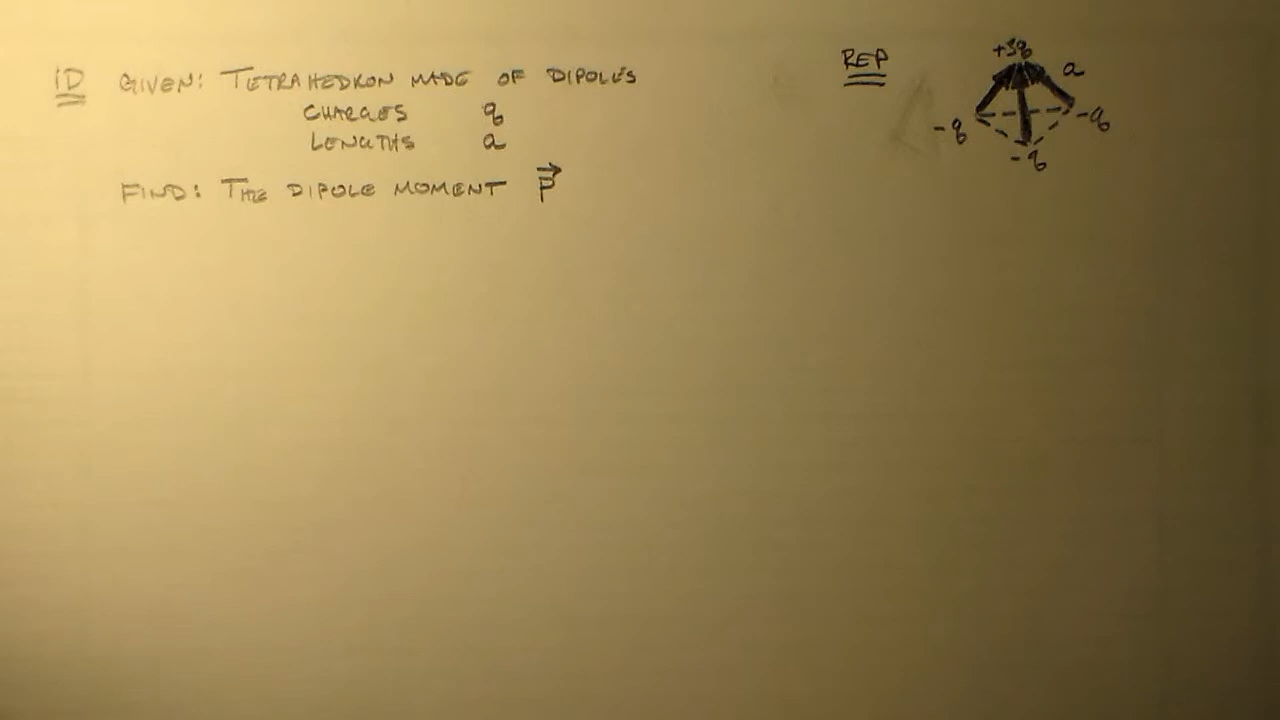 ID GIVEN: TETRAHEDRON MADE OF DIPOLES
CHARGES q
LENGTHS a
FIND: THE DIPOLE MOMENT P
REP
+3q
a
-q
-q
-q